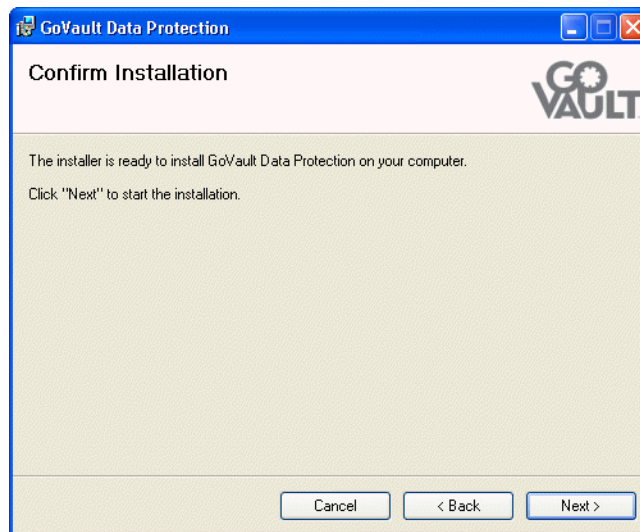 GoVault Data Protection
Confirm Installation
GO
VAULT
The installer is ready to install GoVault Data Protection on your computer.
Click "Next" to start the installation.
Cancel
< Back
Next >